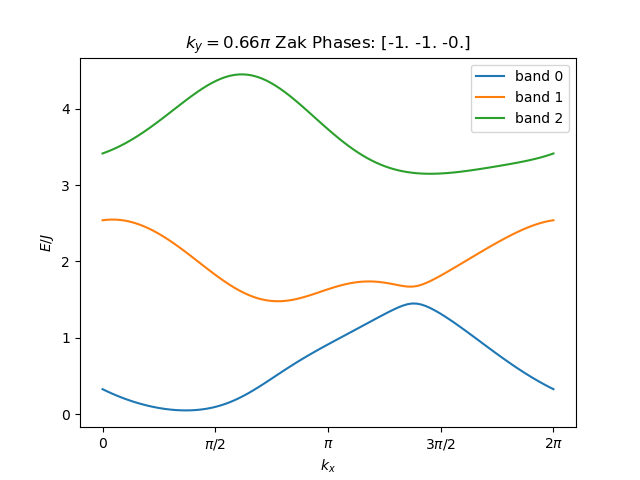 k_y = 0.66π Zak Phases: [-1. -1. -0.]
band 0
band 1
band 2
E/J
4
3
2
1
0
0 π/2 π 3π/2 2π
k_x